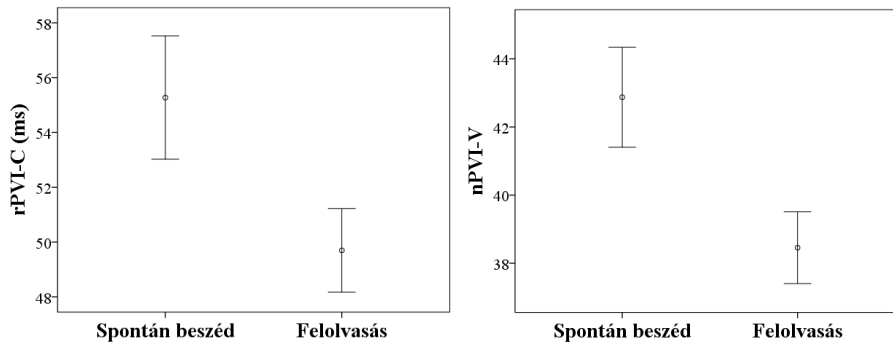 rPVI-C (ms)
58
56
54
52
50
48
Spontán beszéd
Felolvasás
nPVI-V
44
42
40
38
Spontán beszéd
Felolvasás